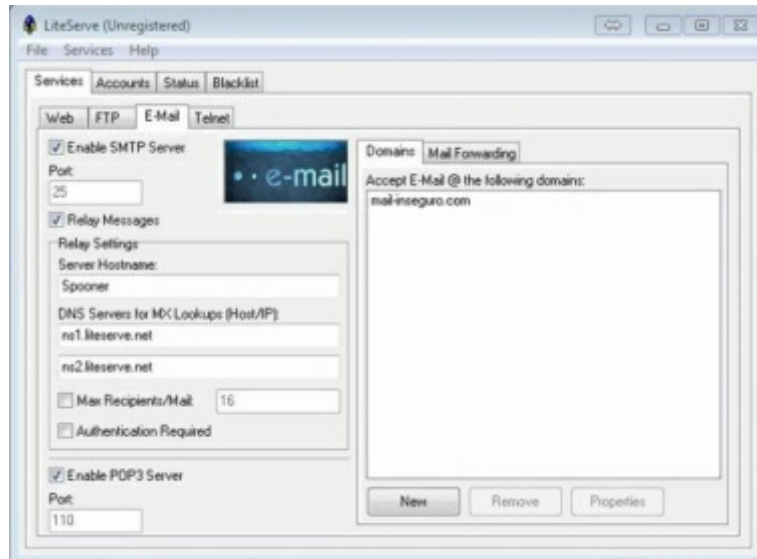 LiteServe (Unregistered)
File Services Help
Services Accounts Status Blacklist
Web FTP E-Mail Telnet
Enable SMTP Server
Port:
25
e-mail
Relay Messages
Relay Settings
Server Hostname:
Spooner
DNS Servers for MX Lookups (Host/IP):
ns1.liteserve.net
ns2.liteserve.net
Max Recipients/Mail: 16
Authentication Required
Enable POP3 Server
Port:
110
Domains Mail Forwarding
Accept E-Mail @ the following domains:
mail-inseguro.com
New Remove Properties